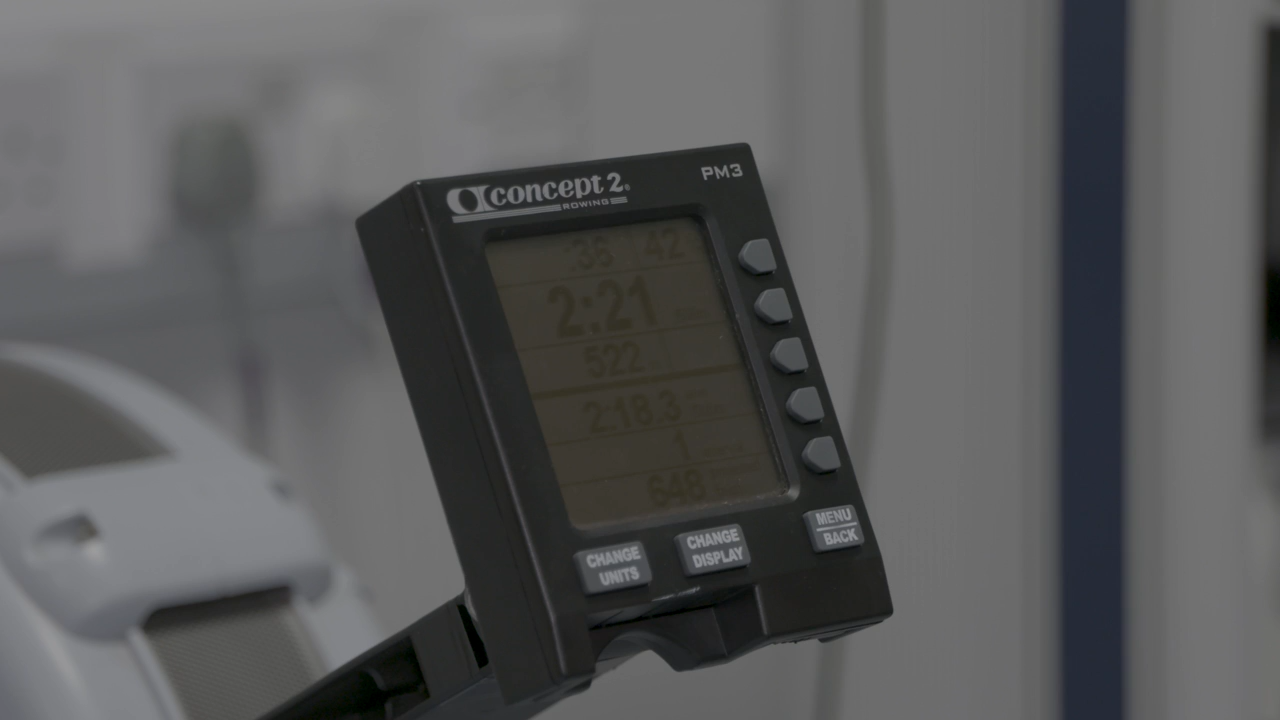 concept 2®
ROWING
PM3
:36 42
2:21
522
2:18.3
1
648
CHANGE UNITS
CHANGE DISPLAY
MENU
BACK